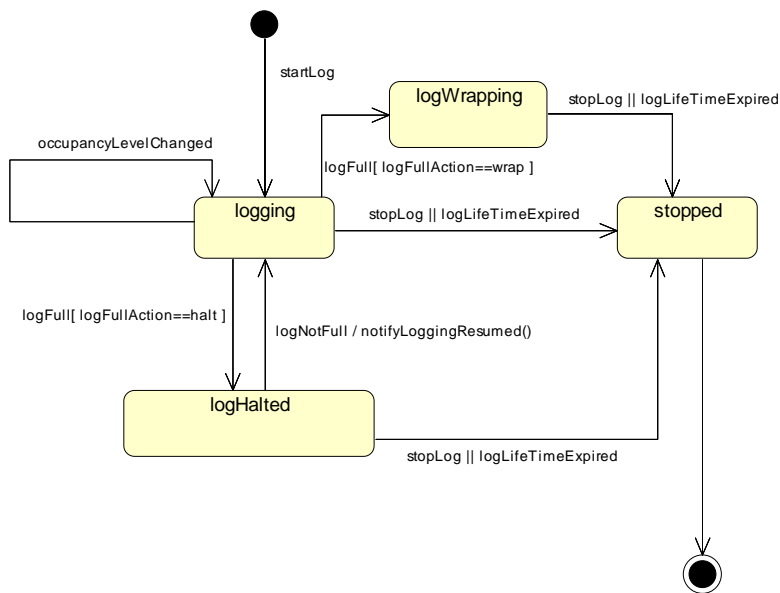 startLog
logWrapping
stopLog || logLifeTimeExpired
occupancyLevelChanged
logFull[ logFullAction==wrap ]
logging
stopLog || logLifeTimeExpired
stopped
logFull[ logFullAction==halt ]
logNotFull / notifyLoggingResumed()
logHalted
stopLog || logLifeTimeExpired